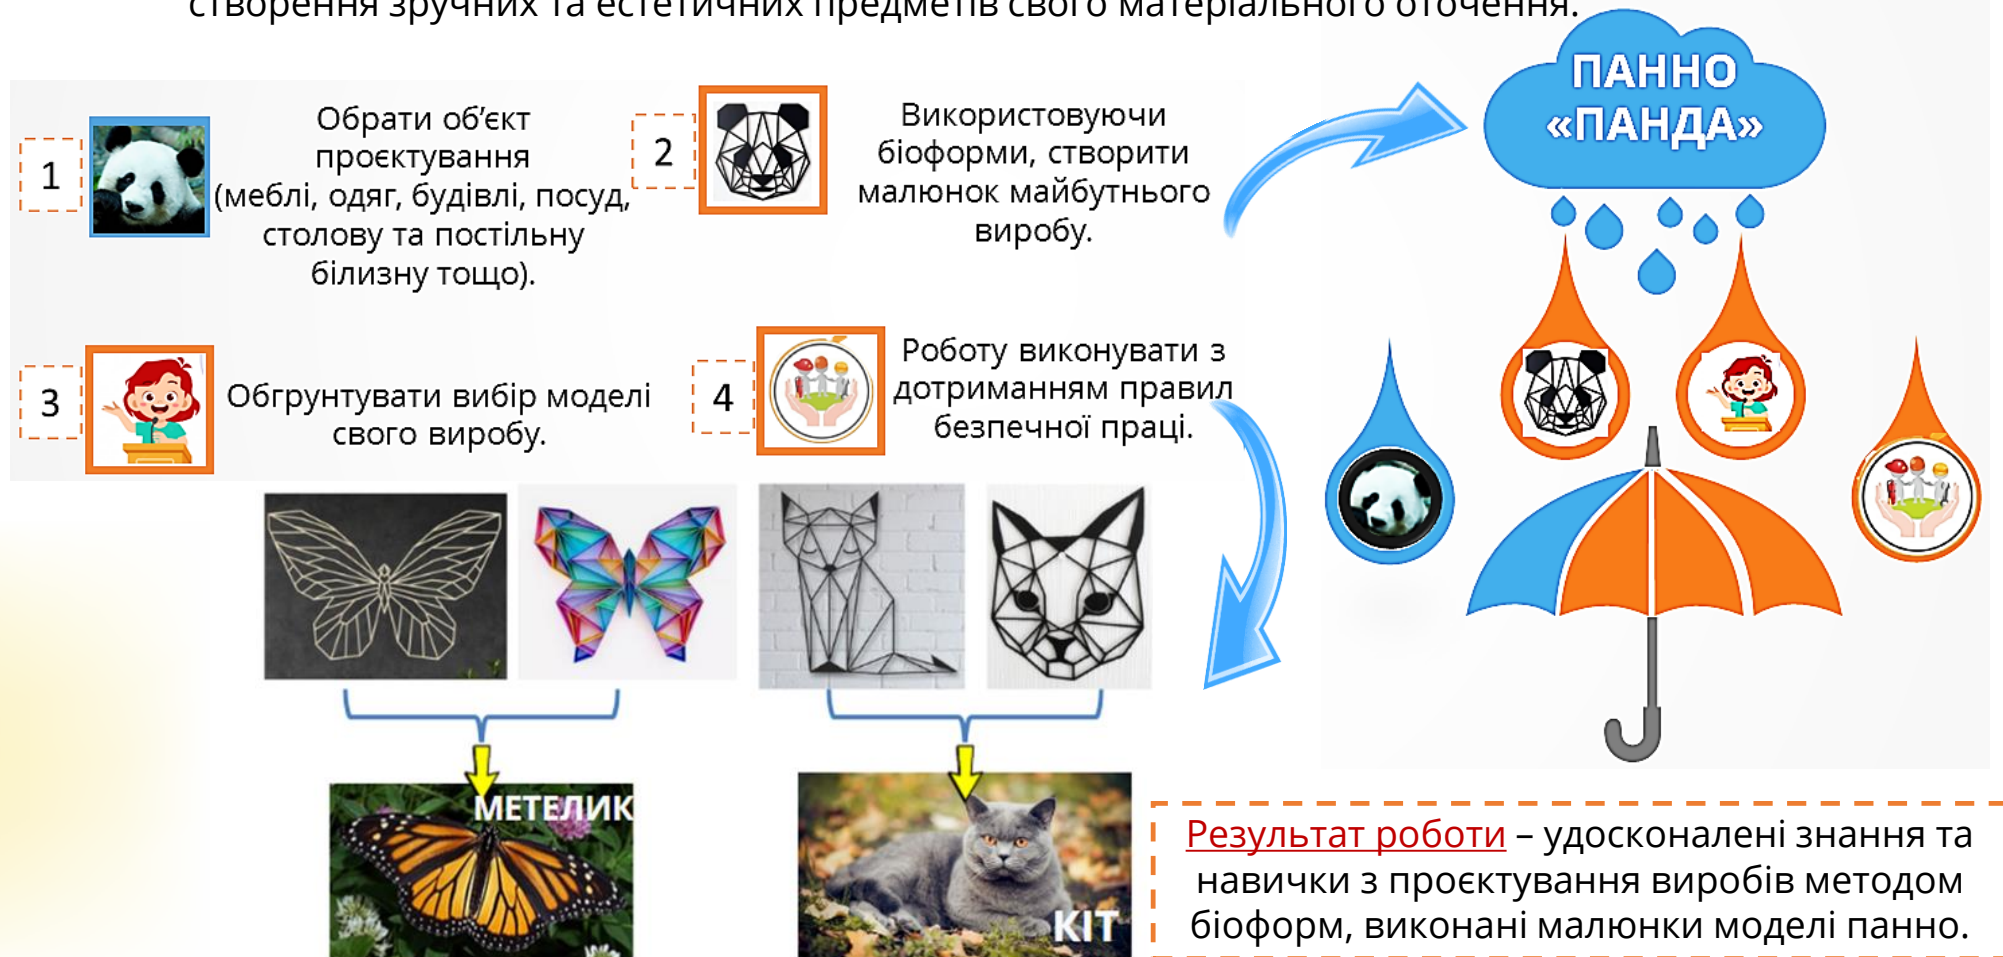 створення зручних та естетичних предметів свого матеріального оточення.
1
Обрати об’єкт
проєктування
(меблі, одяг, будівлі, посуд,
столову та постільну
білизну тощо).
2
Використовуючи
біоформи, створити
малюнок майбутнього
виробу.
ПАННО
«ПАНДА»
3
Обгрунтувати вибір моделі
свого виробу.
4
Роботу виконувати з
дотриманням правил
безпечної праці.
МЕТЕЛИК
КІТ
Результат роботи – удосконалені знання та
навички з проєктування виробів методом
біоформ, виконані малюнки моделі панно.